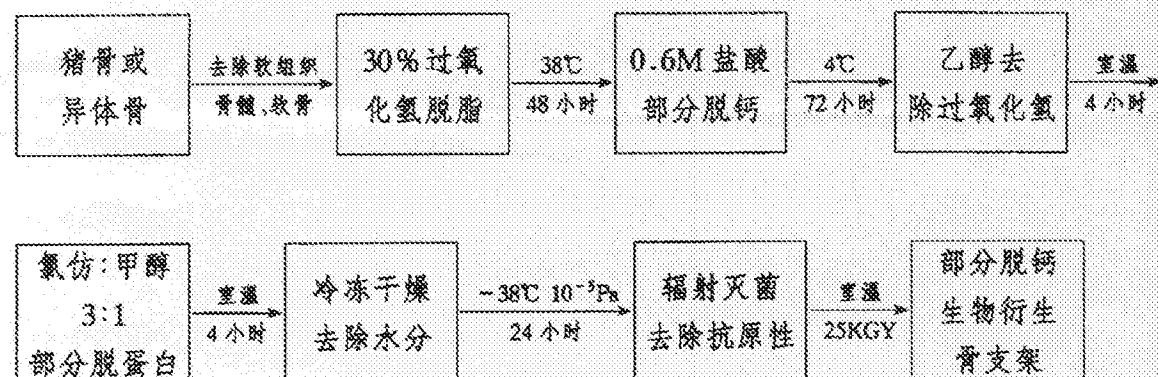 猪骨或
异体骨
去除软组织
骨髓、软骨
30%过氧
化氢脱脂
38℃
48小时
0.6M盐酸
部分脱钙
4℃
72小时
乙醇去
除过氧化氢
室温
4小时
氯仿:甲醇
3:1
部分脱蛋白
室温
4小时
冷冻干燥
去除水分
-38℃ 10⁻⁵Pa
24小时
辐射灭菌
去除抗原性
室温
25KGY
部分脱钙
生物衍生
骨支架